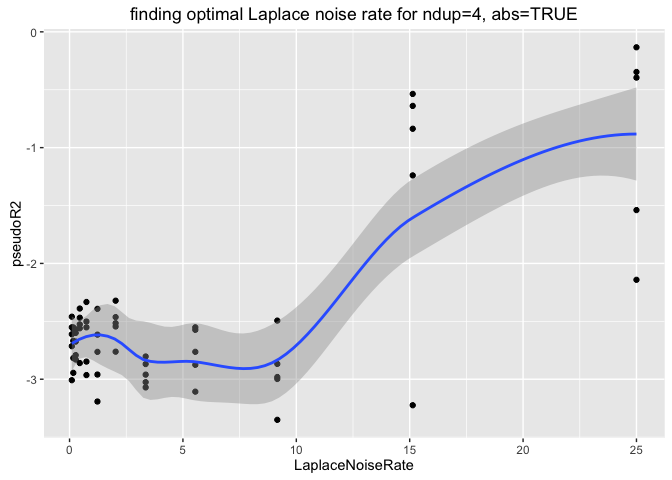 finding optimal Laplace noise rate for ndup=4, abs=TRUE
0
-1
-2
-3
pseudoR2
0 5 10 15 20 25
LaplaceNoiseRate